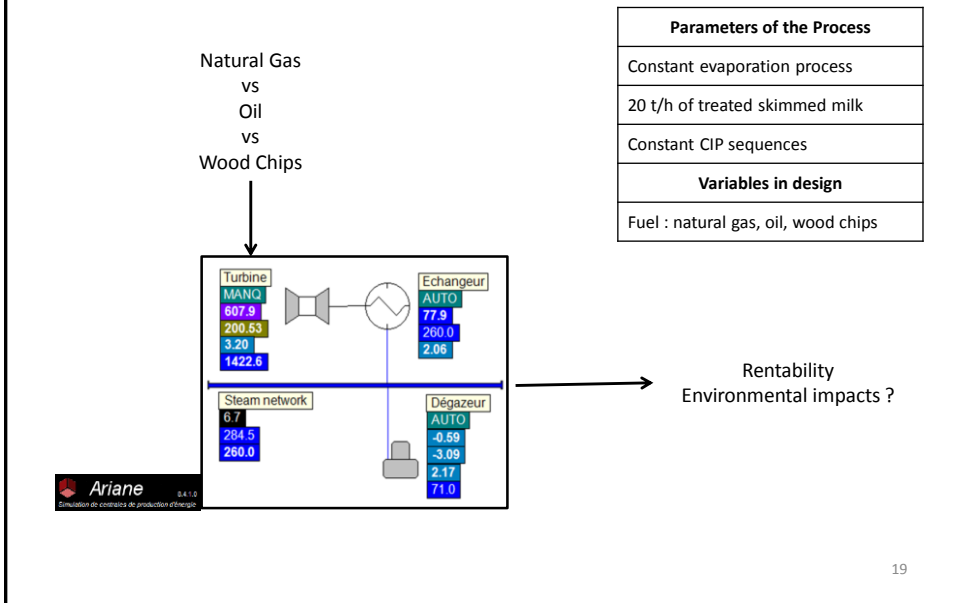 Parameters of the Process
Constant evaporation process
20 t/h of treated skimmed milk
Constant CIP sequences
Variables in design
Fuel : natural gas, oil, wood chips
Natural Gas
vs
Oil
vs
Wood Chips
Turbine
MANQ
607.9
200.53
3.20
1422.6
Echangeur
AUTO
77.9
260.0
2.06
Steam network
6.7
284.5
260.0
Dégazeur
AUTO
-0.59
-3.09
2.17
71.0
Rentability
Environmental impacts ?
Ariane 0.4.1.0
Simulation de centrales de production d'énergie
19